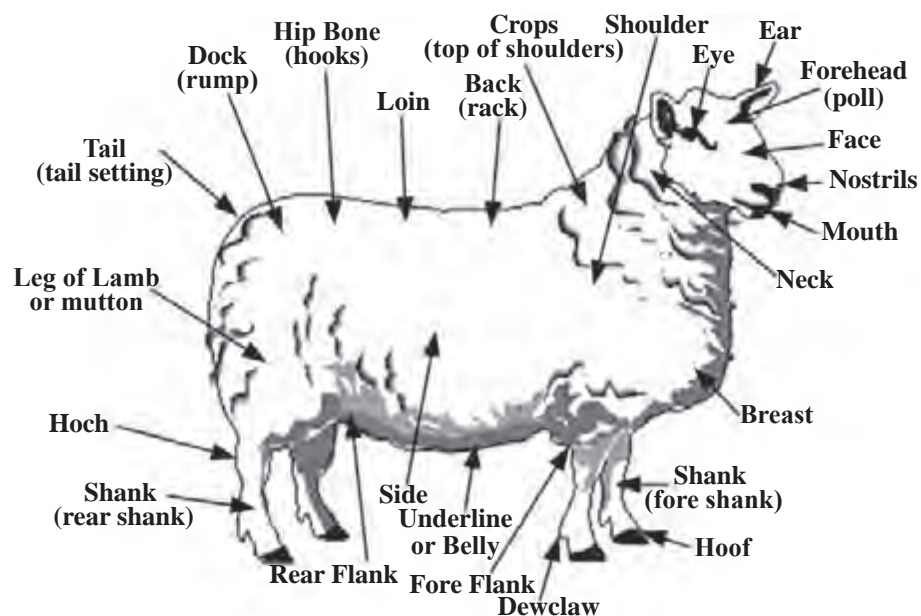 Hip Bone
(hooks)
Crops
(top of shoulders)
Shoulder
Ear
Eye
Dock
(rump)
Forehead
(poll)
Back
(rack)
Loin
Face
Tail
(tail setting)
Nostrils
Mouth
Neck
Leg of Lamb
or mutton
Breast
Hoch
Shank
(rear shank)
Shank
(fore shank)
Side
Underline
or Belly
Hoof
Rear Flank
Fore Flank
Dewclaw